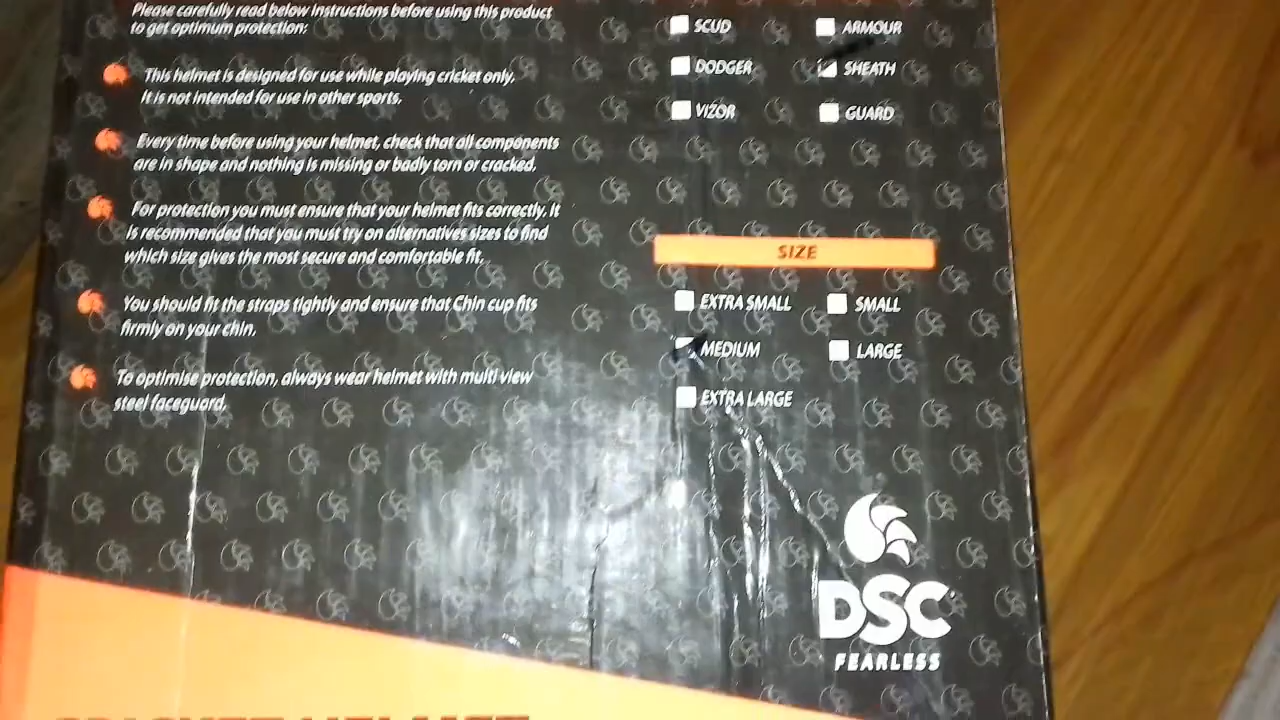 Please carefully read below instructions before using this product
to get optimum protection:
This helmet is designed for use while playing cricket only.
It is not intended for use in other sports.
Every time before using your helmet, check that all components
are in shape and nothing is missing or badly torn or cracked.
For protection you must ensure that your helmet fits correctly. It
is recommended that you must try on alternatives sizes to find
which size gives the most secure and comfortable fit.
You should fit the straps tightly and ensure that Chin cup fits
firmly on your chin.
To optimise protection, always wear helmet with multi view
steel faceguard.
SCUD ARMOUR
DODGER SHEATH
VIZOR GUARD
SIZE
EXTRA SMALL SMALL
MEDIUM LARGE
EXTRA LARGE
DSC
FEARLESS
CRICKET HELMET